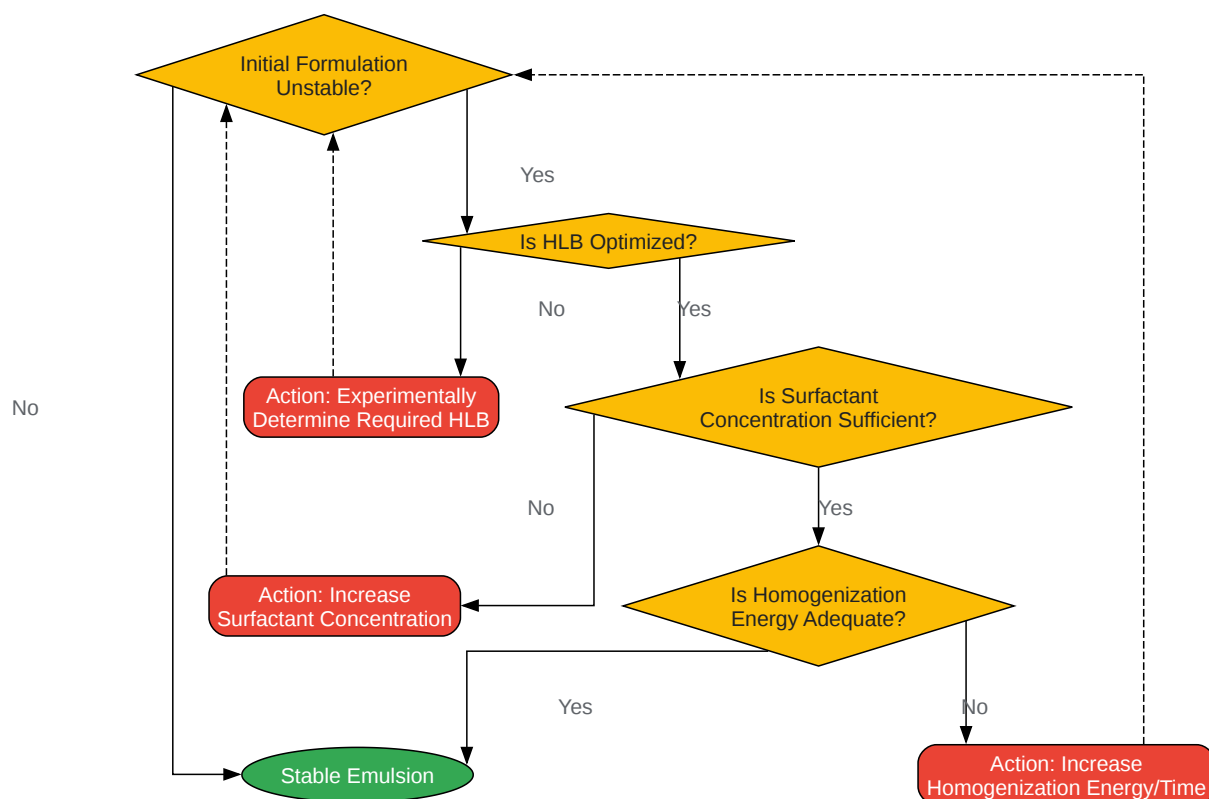 Initial Formulation
Unstable?
Yes
Is HLB Optimized?
No
Yes
Action: Experimentally
Determine Required HLB
Is Surfactant
Concentration Sufficient?
No
No
Yes
Action: Increase
Surfactant Concentration
Is Homogenization
Energy Adequate?
Yes
No
Stable Emulsion
Action: Increase
Homogenization Energy/Time